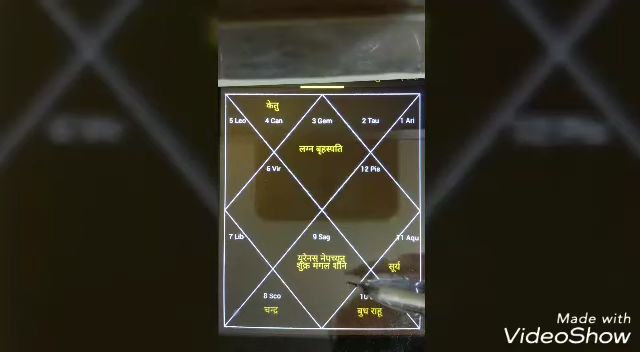 केतु
5 Leo 4 Can 3 Gem 2 Tau 1 Ari
लग्न बृहस्पति
6 Vir 12 Pis
7 Lib 9 Sag 11 Aqu
यूरेनस नेपच्यून
शुक्र मंगल शनि सूर्य
8 Sco 10
चन्द्र बुध राहू
Made with
VideoShow